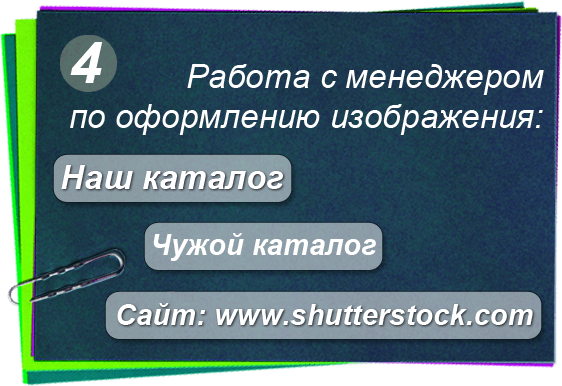 4
Работа с менеджером
по оформлению изображения:
Наш каталог
Чужой каталог
Сайт: www.shutterstock.com